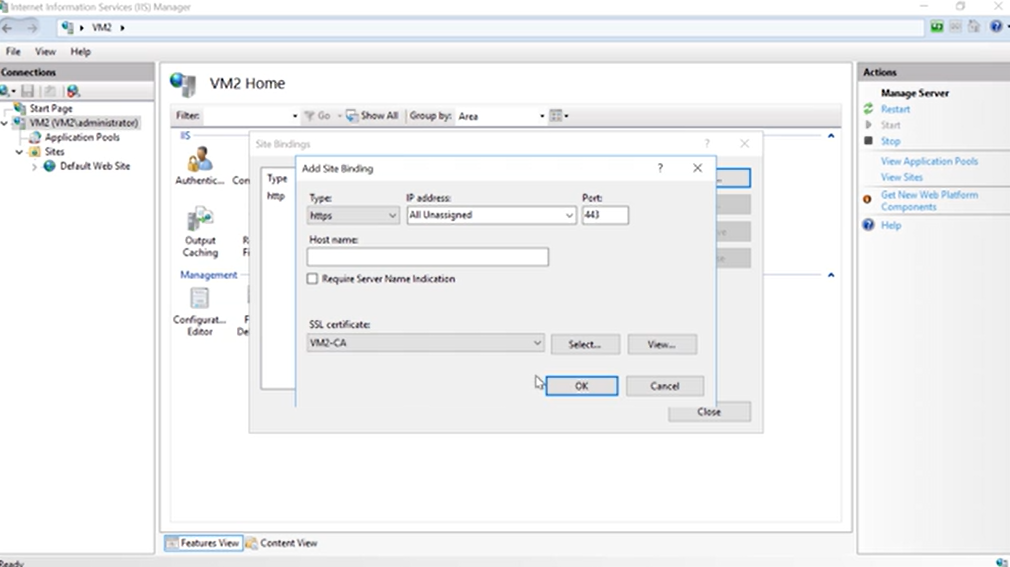 Internet Information Services (IIS) Manager
VM2
File View Help
Connections
Start Page
VM2 (VM2\administrator)
Application Pools
Sites
Default Web Site
VM2 Home
Filter: Go Show All Group by: Area
IIS
Authentic...
Output
Caching
Management
Configurat...
Editor
Site Bindings
Type
http
Add Site Binding
Type: IP address: Port:
https All Unassigned 443
Host name:
Require Server Name Indication
SSL certificate:
VM2-CA Select... View...
OK Cancel
Close
Features View Content View
Actions
Manage Server
Restart
Start
Stop
View Application Pools
View Sites
Get New Web Platform
Components
Help
Ready